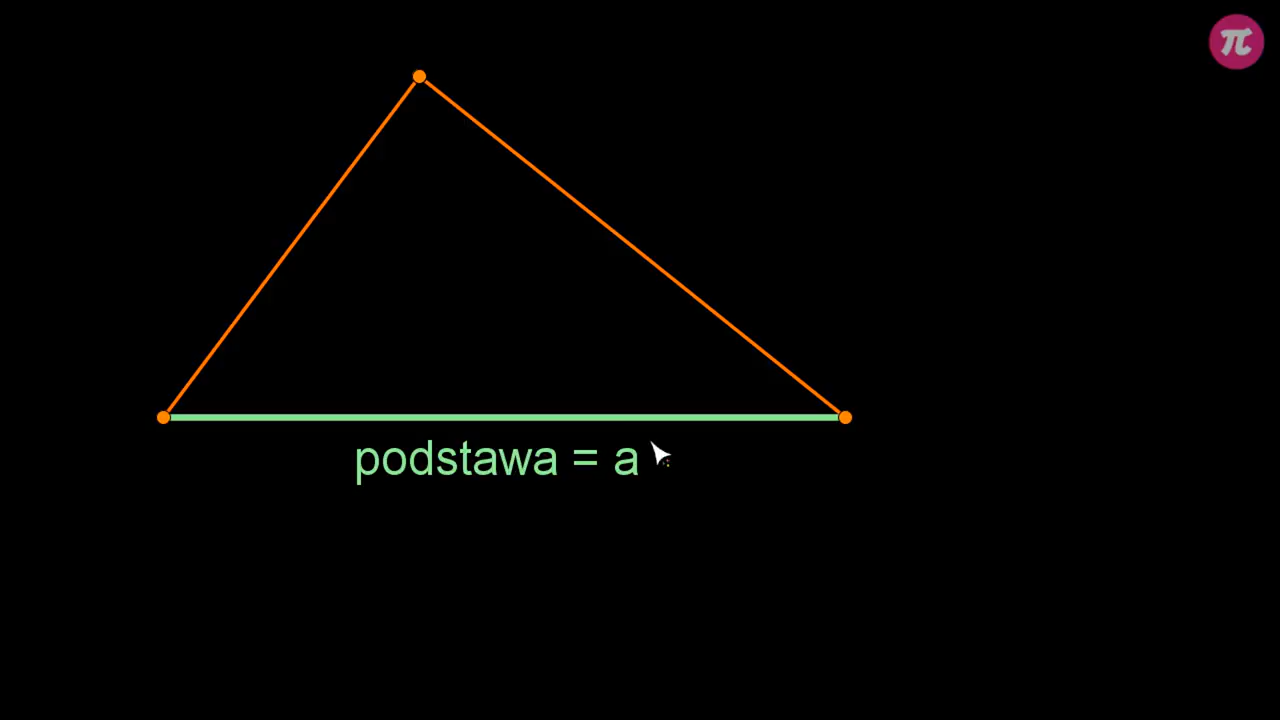 π
podstawa = a